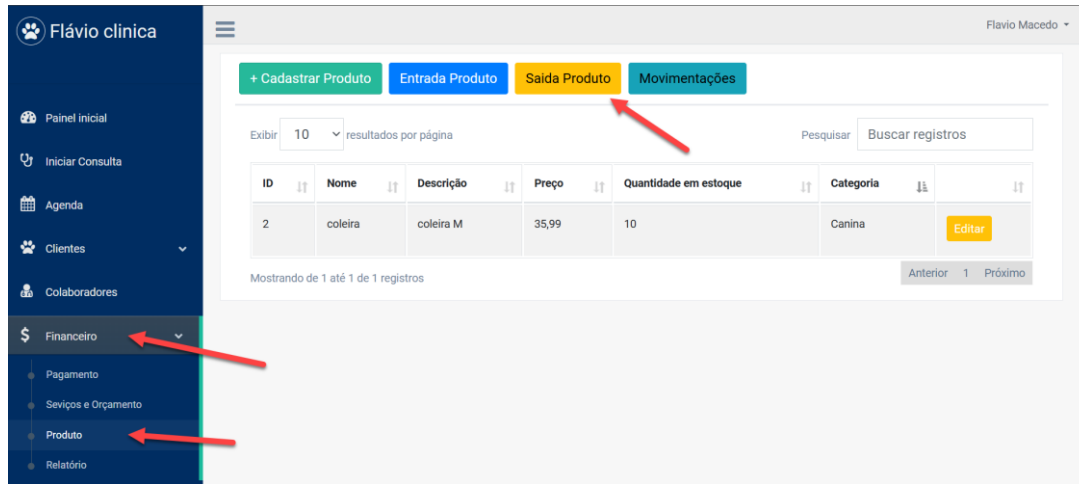 Flávio clinica
Flavio Macedo
+ Cadastrar Produto Entrada Produto Saida Produto Movimentações
Painel inicial
Iniciar Consulta
Agenda
Clientes
Colaboradores
Financeiro
Pagamento
Seviços e Orçamento
Produto
Relatório
Exibir 10 resultados por página
Pesquisar Buscar registros
ID Nome Descrição Preço Quantidade em estoque Categoria
2 coleira coleira M 35,99 10 Canina Editar
Mostrando de 1 até 1 de 1 registros
Anterior 1 Próximo